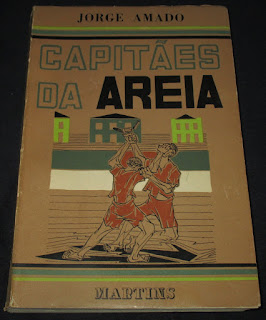 JORGE AMADO
CAPITÃES
DA AREIA
MARTINS